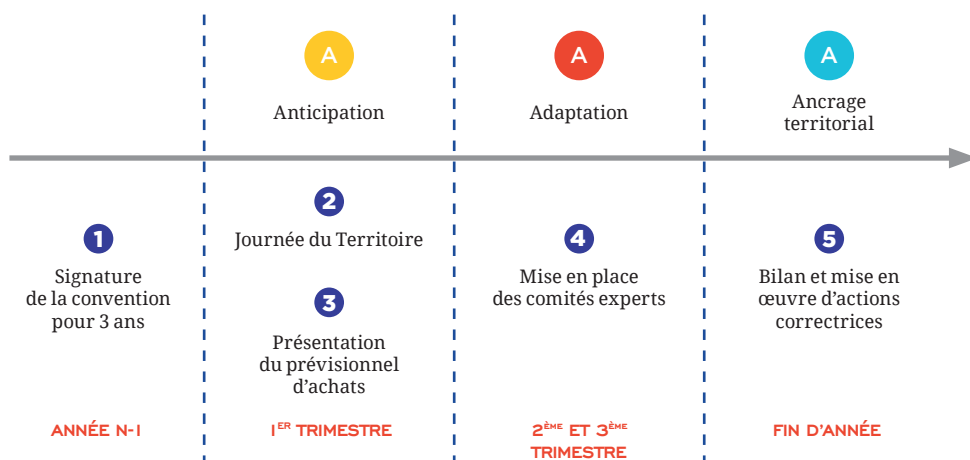 A
Anticipation
A
Adaptation
A
Ancrage
territorial
1
Signature
de la convention
pour 3 ans
2
Journée du Territoire
3
Présentation
du prévisionnel
d’achats
4
Mise en place
des comités experts
5
Bilan et mise en
œuvre d’actions
correctrices
ANNÉE N-1
1ER TRIMESTRE
2ÈME ET 3ÈME
TRIMESTRE
FIN D’ANNÉE